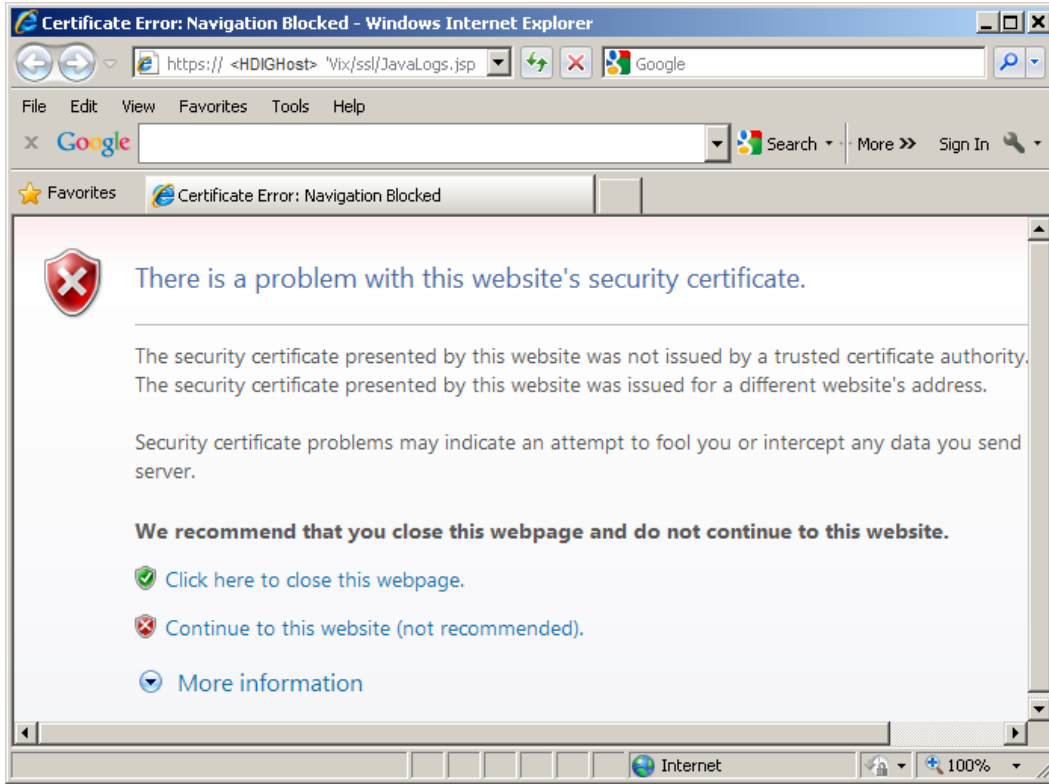 Certificate Error: Navigation Blocked - Windows Internet Explorer
https:// <HDIGHost> 'Vix/ssl/JavaLogs.jsp
Google
File Edit View Favorites Tools Help
x Google Search More >> Sign In
Favorites Certificate Error: Navigation Blocked
There is a problem with this website's security certificate.
The security certificate presented by this website was not issued by a trusted certificate authority.
The security certificate presented by this website was issued for a different website's address.
Security certificate problems may indicate an attempt to fool you or intercept any data you send
server.
We recommend that you close this webpage and do not continue to this website.
Click here to close this webpage.
Continue to this website (not recommended).
More information
Internet 100%